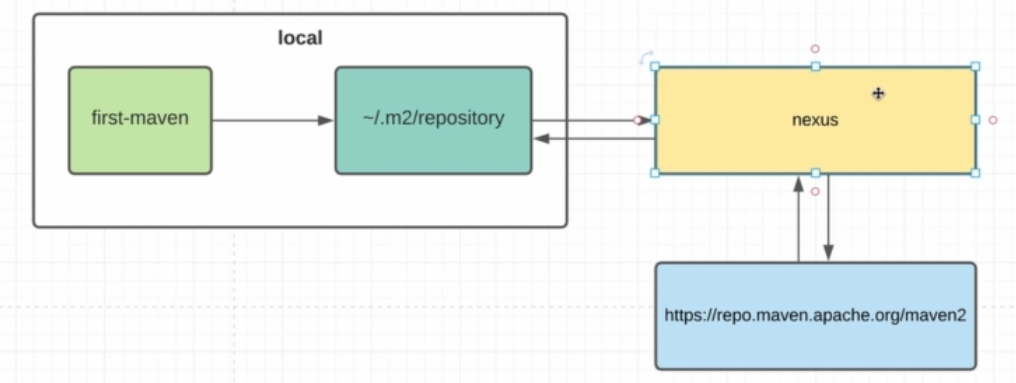 local
first-maven
~/.m2/repository
nexus
https://repo.maven.apache.org/maven2